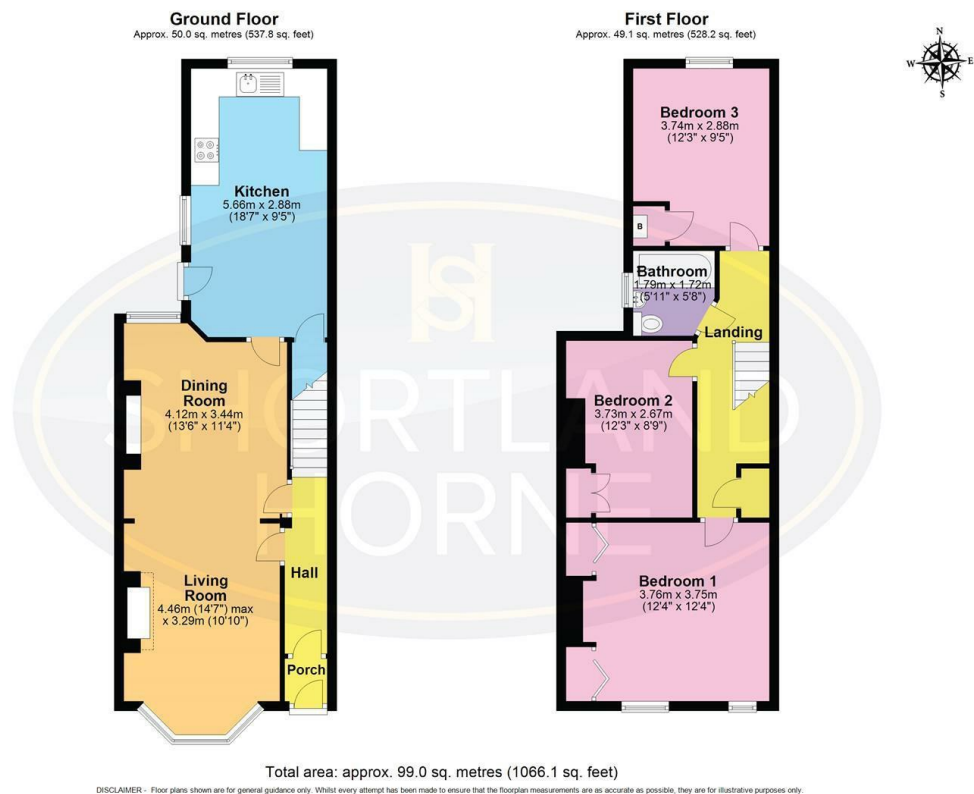 Ground Floor
Approx. 50.0 sq. metres (537.8 sq. feet)
Kitchen
5.66m x 2.88m
(18'7" x 9'5")
Dining
Room
4.12m x 3.44m
(13'6" x 11'4")
Living
Room
4.46m (14'7") max
x 3.29m (10'10")
Hall
Porch
First Floor
Approx. 49.1 sq. metres (528.2 sq. feet)
N
W
E
S
Bedroom 3
3.74m x 2.88m
(12'3" x 9'5")
B
Bathroom
1.79m x 1.72m
(5'11" x 5'8")
Landing
Bedroom 2
3.73m x 2.67m
(12'3" x 8'9")
Bedroom 1
3.76m x 3.75m
(12'4" x 12'4")
SHORTLAND
HORNE
Total area: approx. 99.0 sq. metres (1066.1 sq. feet)
DISCLAIMER - Floor plans shown are for general guidance only. Whilst every attempt has been made to ensure that the floorplan measurements are as accurate as possible, they are for illustrative purposes only.